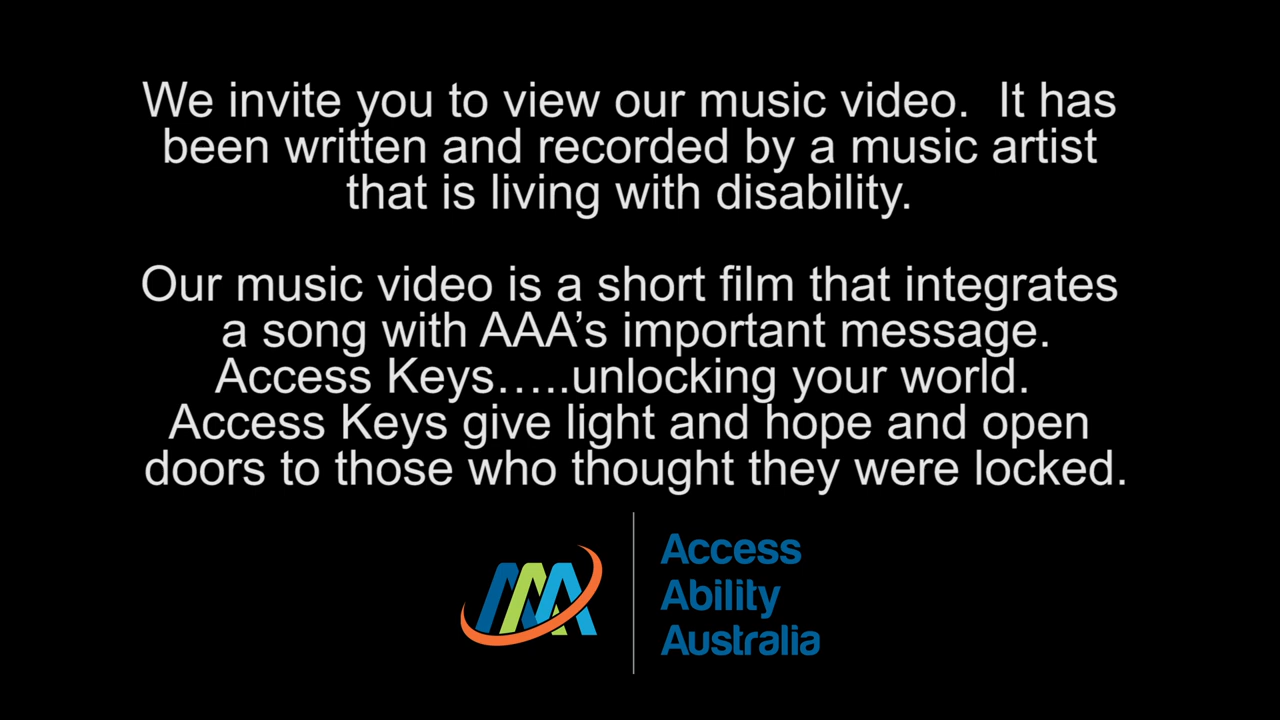 We invite you to view our music video.  It has
been written and recorded by a music artist
that is living with disability.
Our music video is a short film that integrates
a song with AAA’s important message.
Access Keys…..unlocking your world.
Access Keys give light and hope and open
doors to those who thought they were locked.
AAA
Access
Ability
Australia